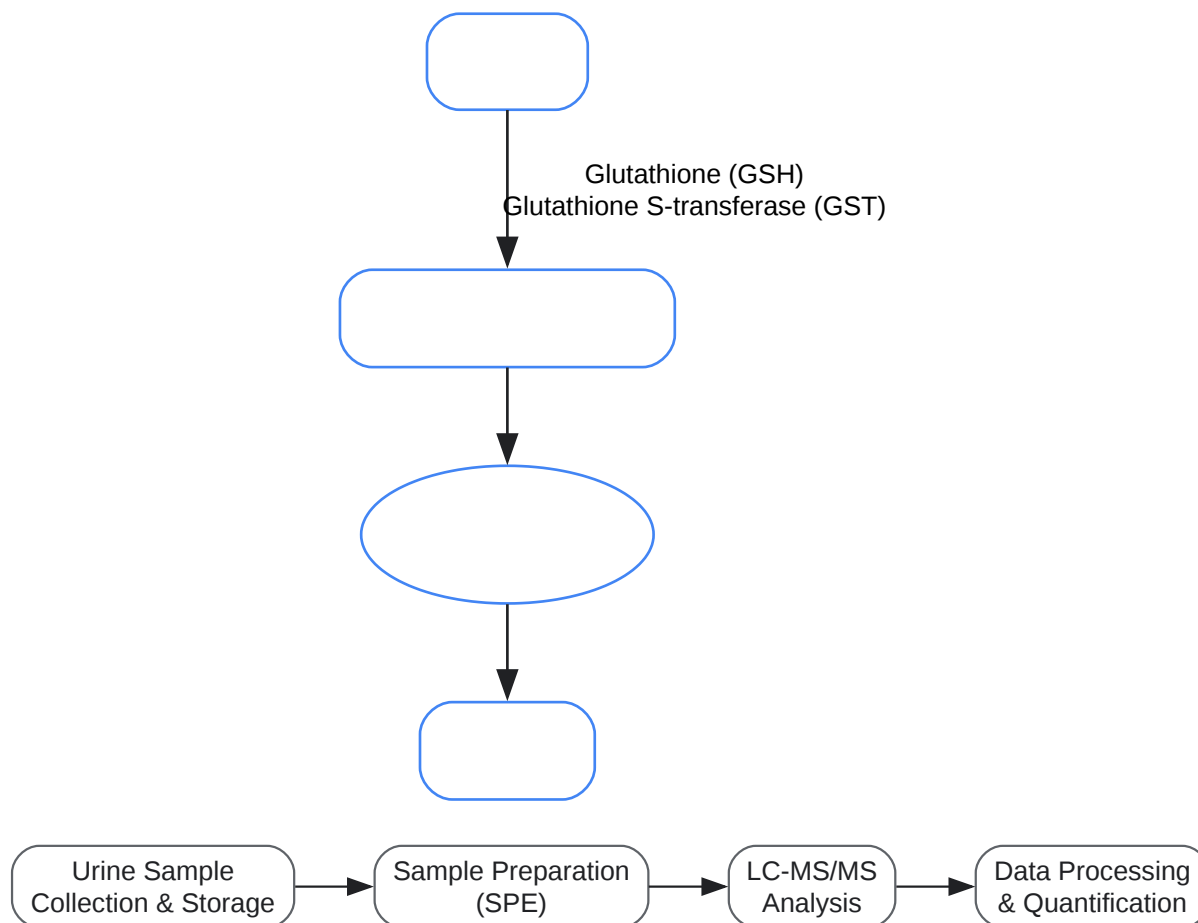 Glutathione (GSH)
Glutathione S-transferase (GST)
Urine Sample
Collection & Storage
Sample Preparation
(SPE)
LC-MS/MS
Analysis
Data Processing
& Quantification